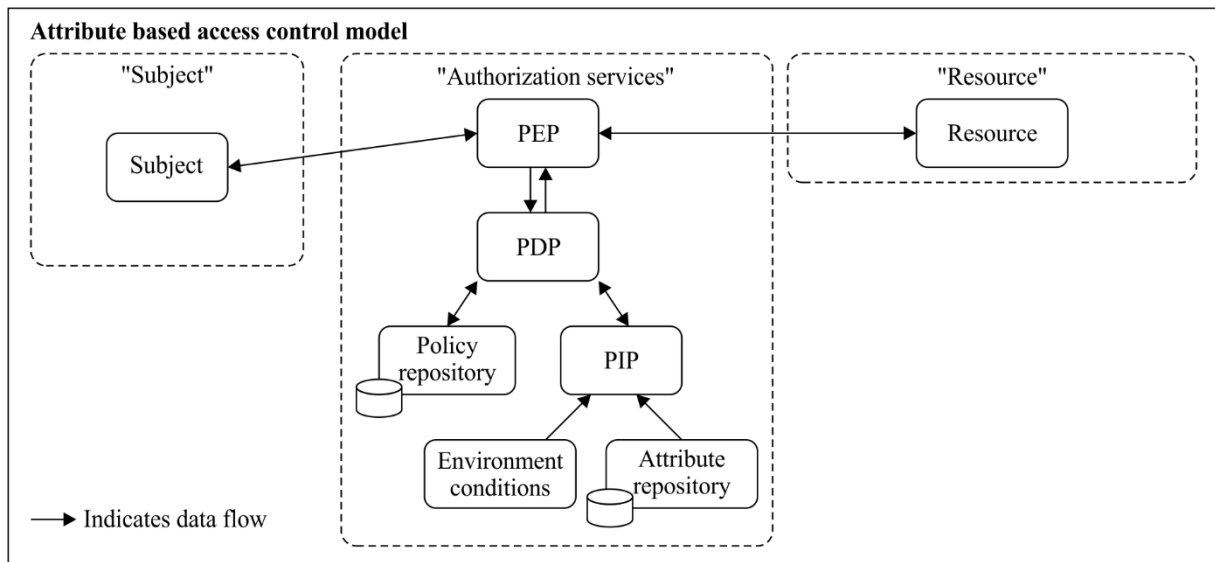 Attribute based access control model
"Subject"
"Authorization services"
"Resource"
Subject
PEP
Resource
PDP
Policy
repository
PIP
Environment
conditions
Attribute
repository
Indicates data flow